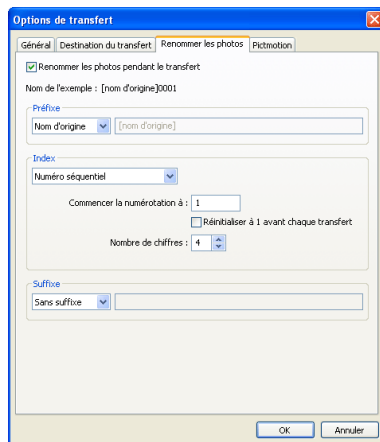 Options de transfert
Général Destination du transfert Renommer les photos Pictmotion
Renommer les photos pendant le transfert
Nom de l'exemple : [nom d'origine]0001
Préfixe
Nom d'origine [nom d'origine]
Index
Numéro séquentiel
Commencer la numérotation à : 1
Réinitialiser à 1 avant chaque transfert
Nombre de chiffres : 4
Suffixe
Sans suffixe
OK Annuler